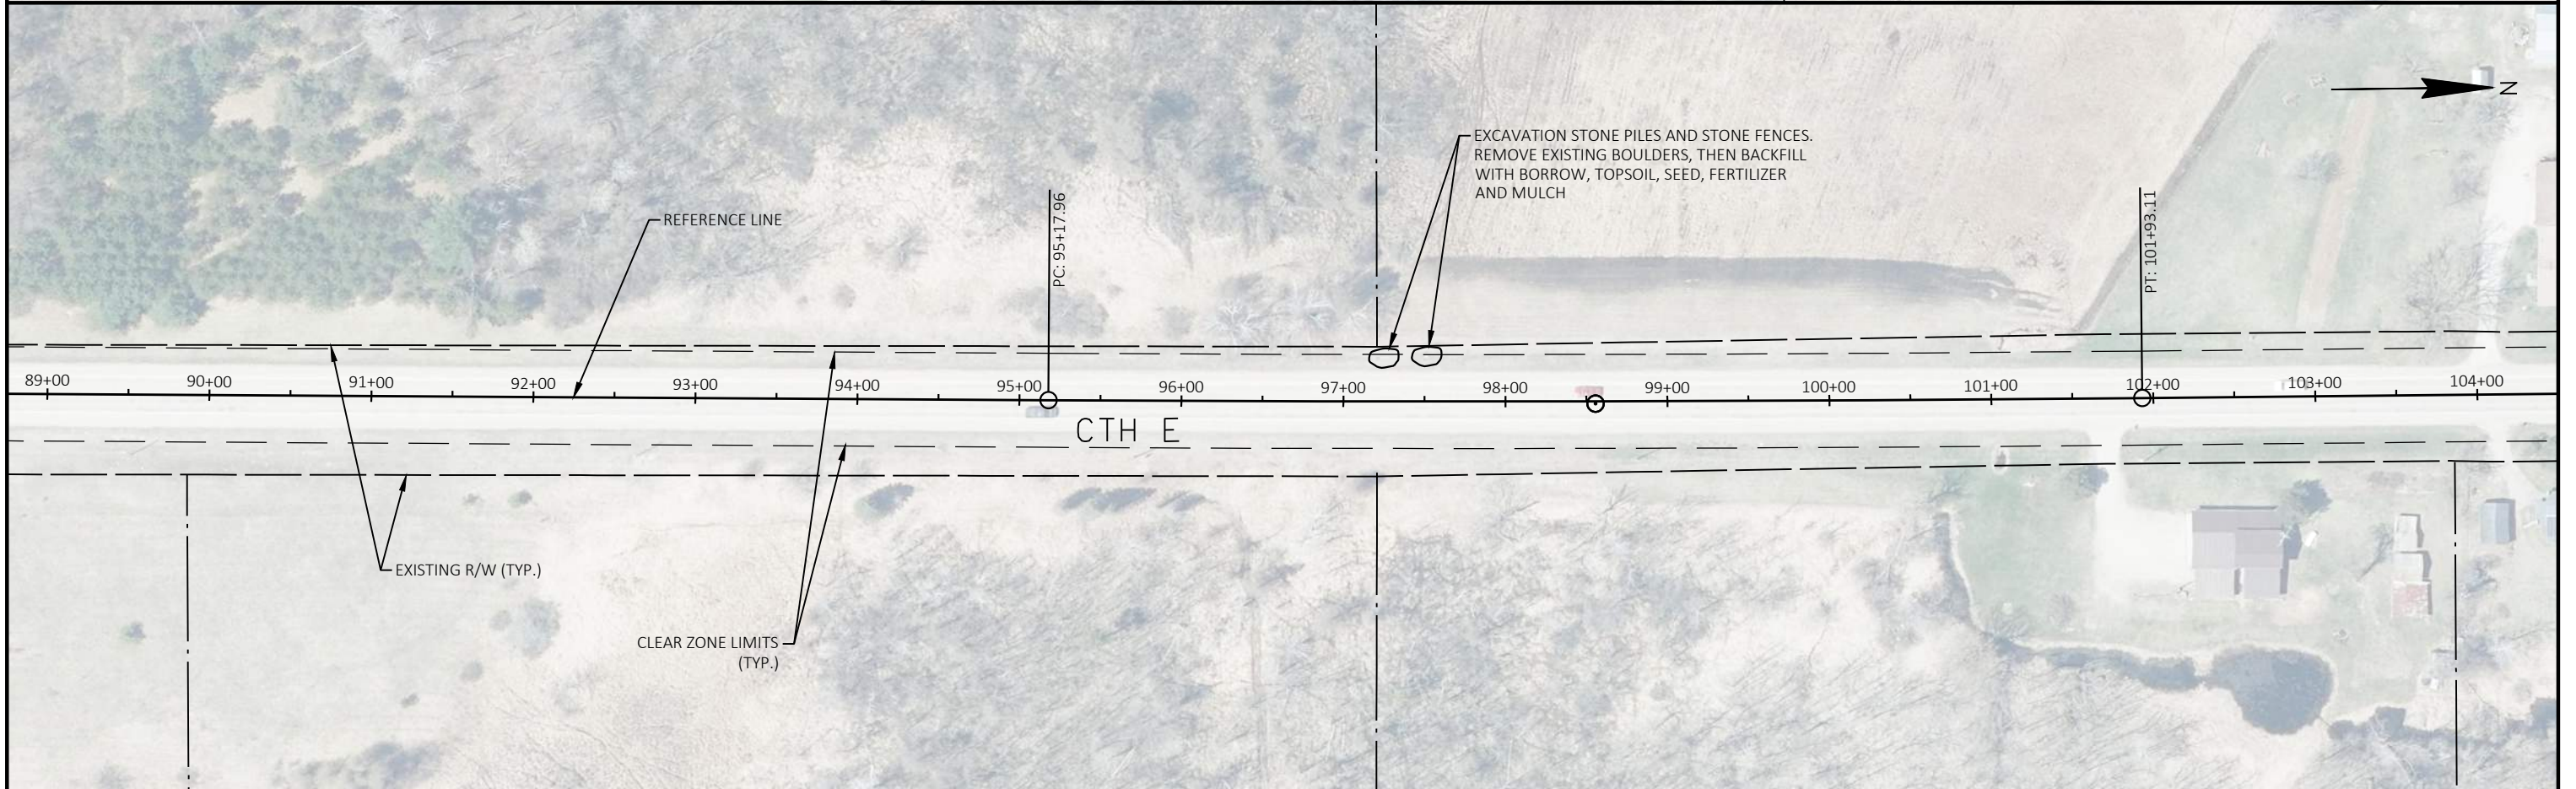 N
EXCAVATION STONE PILES AND STONE FENCES.
REMOVE EXISTING BOULDERS, THEN BACKFILL
WITH BORROW, TOPSOIL, SEED, FERTILIZER
AND MULCH
REFERENCE LINE
PC: 95+17.96
PT: 101+93.11
89+00 90+00 91+00 92+00 93+00 94+00 95+00 96+00 97+00 98+00 99+00 100+00 101+00 102+00 103+00 104+00
CTH E
EXISTING R/W (TYP.)
CLEAR ZONE LIMITS
(TYP.)